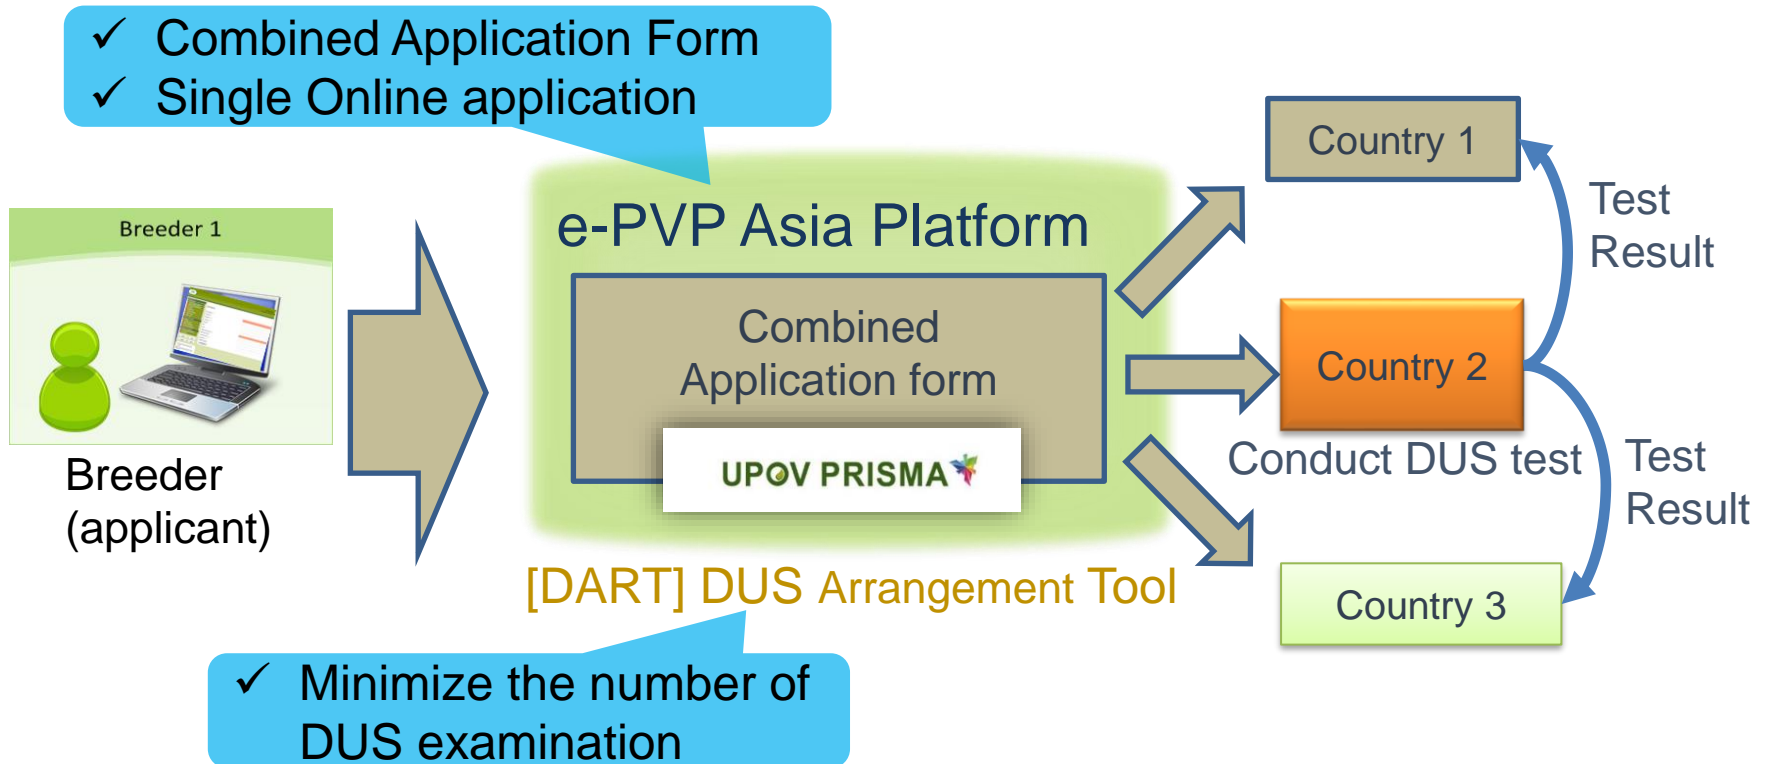 ✓ Combined Application Form
✓ Single Online application
Breeder 1
Breeder
(applicant)
e-PVP Asia Platform
Combined
Application form
UPOV PRISMA
[DART] DUS Arrangement Tool
✓ Minimize the number of
DUS examination
Country 1
Test
Result
Country 2
Conduct DUS test
Test
Result
Country 3